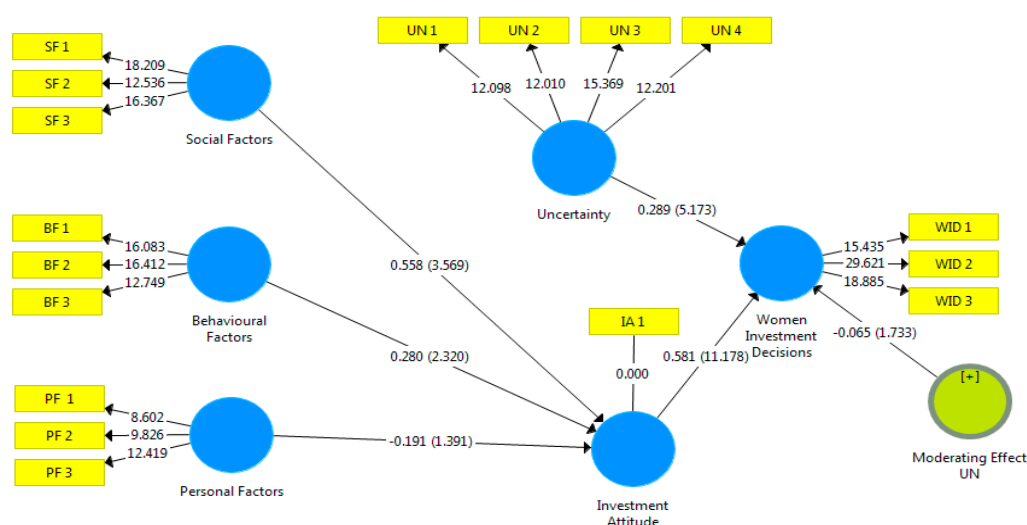 SF 1
SF 2
SF 3
18.209
12.536
16.367
Social Factors
UN 1
UN 2
UN 3
UN 4
12.098
12.010
15.369
12.201
Uncertainty
0.289 (5.173)
BF 1
BF 2
BF 3
16.083
16.412
12.749
Behavioural
Factors
0.558 (3.569)
0.280 (2.320)
WID 1
WID 2
WID 3
15.435
29.621
18.885
Women
Investment
Decisions
IA 1
0.000
0.581 (11.178)
-0.065 (1.733)
[+]
Moderating Effect
UN
PF 1
PF 2
PF 3
8.602
9.826
12.419
Personal Factors
-0.191 (1.391)
Investment
Attitude